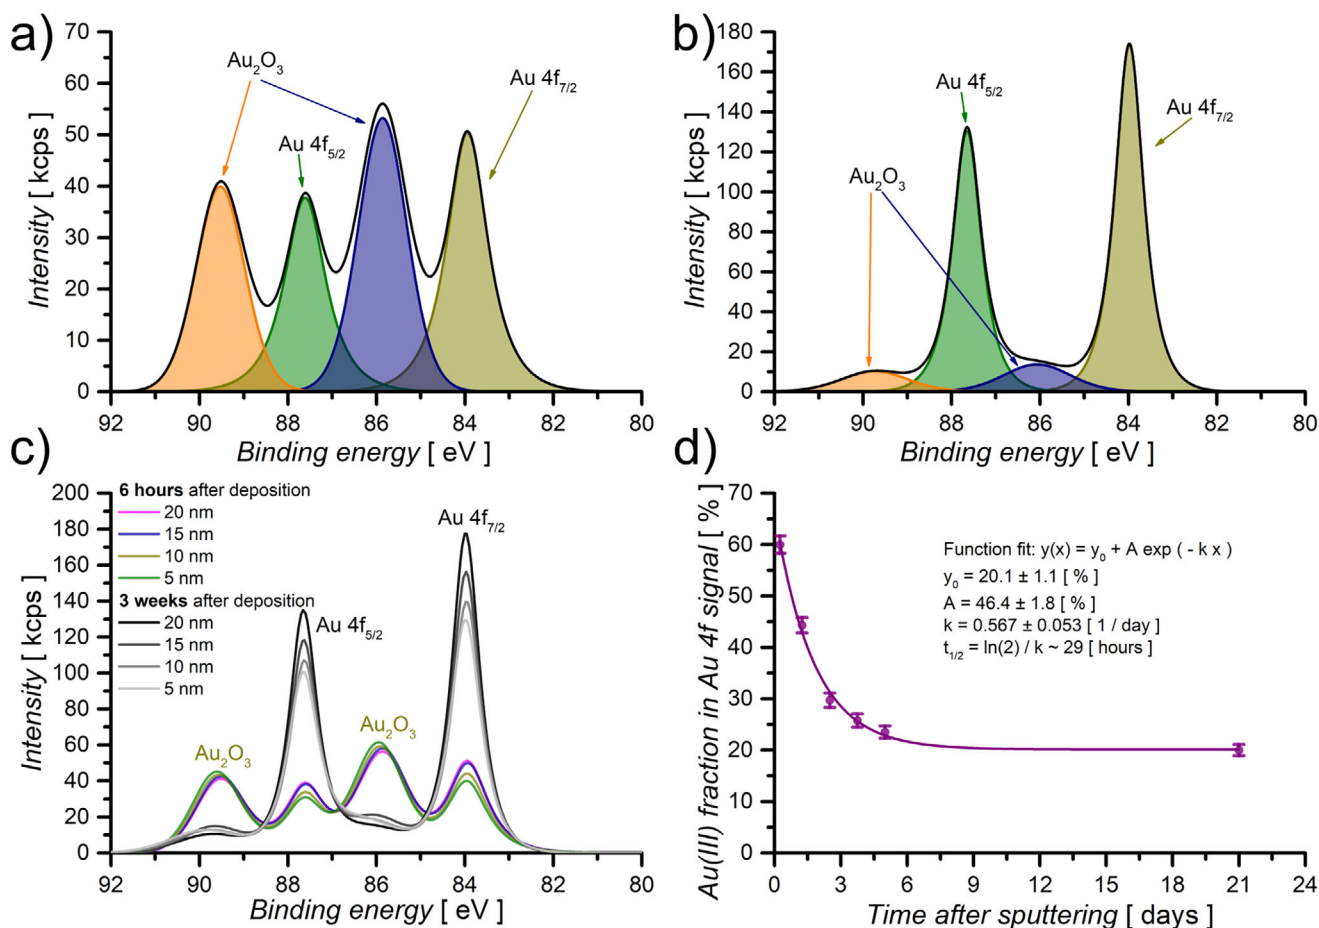 a)
70
60
50
40
30
20
10
0
Intensity [ kcps ]
Au₂O₃
Au 4f₅/₂
Au 4f₇/₂
92 90 88 86 84 82 80
Binding energy [ eV ]
b)
180
160
140
120
100
80
60
40
20
0
Intensity [ kcps ]
Au 4f₅/₂
Au 4f₇/₂
Au₂O₃
92 90 88 86 84 82 80
Binding energy [ eV ]
c)
200
180
160
140
120
100
80
60
40
20
0
Intensity [ kcps ]
6 hours after deposition
20 nm
15 nm
10 nm
5 nm
3 weeks after deposition
20 nm
15 nm
10 nm
5 nm
Au 4f₇/₂
Au 4f₅/₂
Au₂O₃
Au₂O₃
92 90 88 86 84 82 80
Binding energy [ eV ]
d)
70
60
50
40
30
20
10
0
Au(III) fraction in Au 4f signal [ % ]
Function fit: y(x) = y₀ + A exp ( - k x )
y₀ = 20.1 ± 1.1 [ % ]
A = 46.4 ± 1.8 [ % ]
k = 0.567 ± 0.053 [ 1 / day ]
t₁/₂ = ln(2) / k ~ 29 [ hours ]
0 3 6 9 12 15 18 21 24
Time after sputtering [ days ]